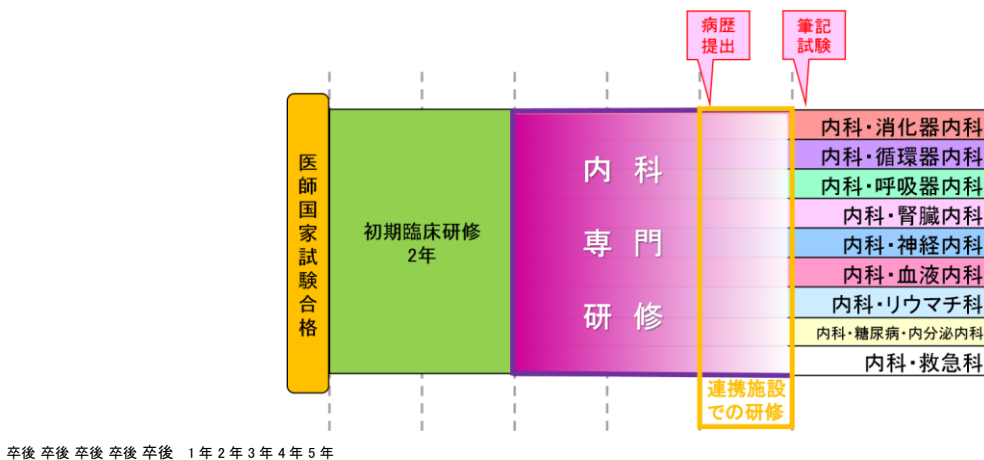 病歴
提出
筆記
試験
医師国家試験合格
初期臨床研修
2年
内 科
専 門
研 修
連携施設
での研修
内科・消化器内科
内科・循環器内科
内科・呼吸器内科
内科・腎臓内科
内科・神経内科
内科・血液内科
内科・リウマチ科
内科・糖尿病・内分泌内科
内科・救急科
卒後 卒後 卒後 卒後 卒後 1 年 2 年 3 年 4 年 5 年